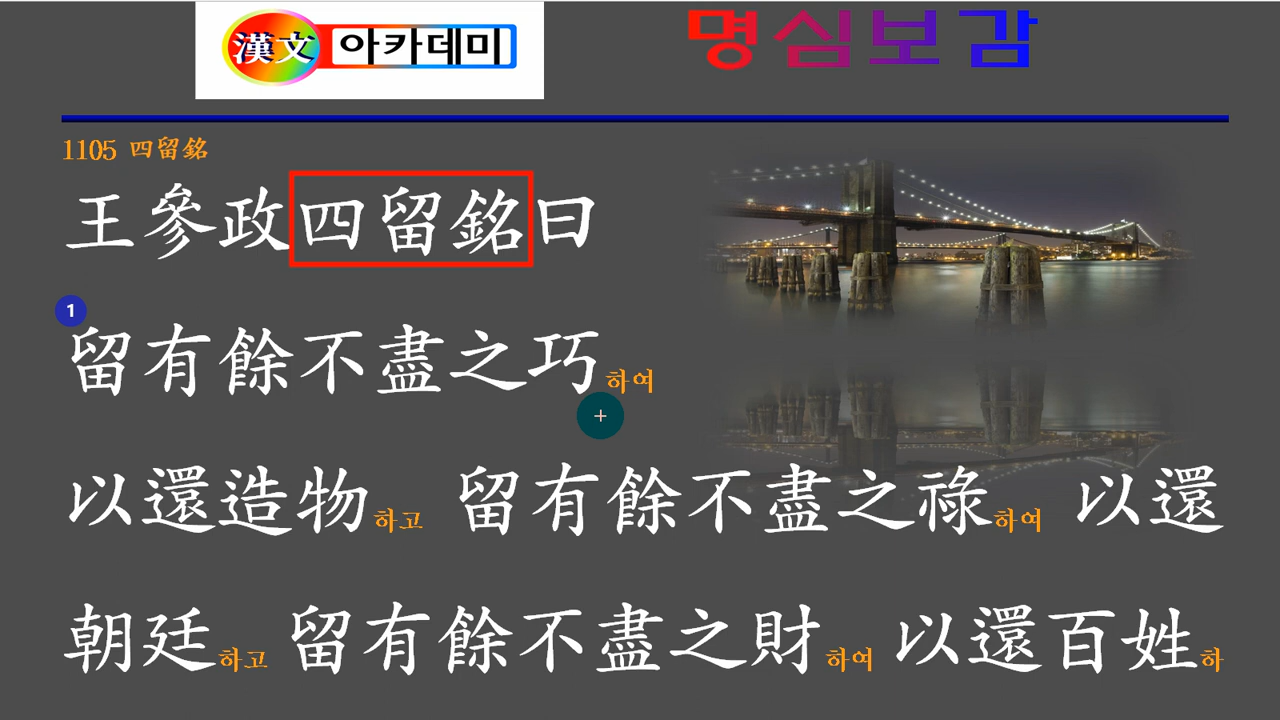 漢文 아카데미
명심보감
1105 四留銘
王參政四留銘曰
1
留有餘不盡之巧하여
以還造物하고 留有餘不盡之祿하여 以還
朝廷하고 留有餘不盡之財하여 以還百姓하